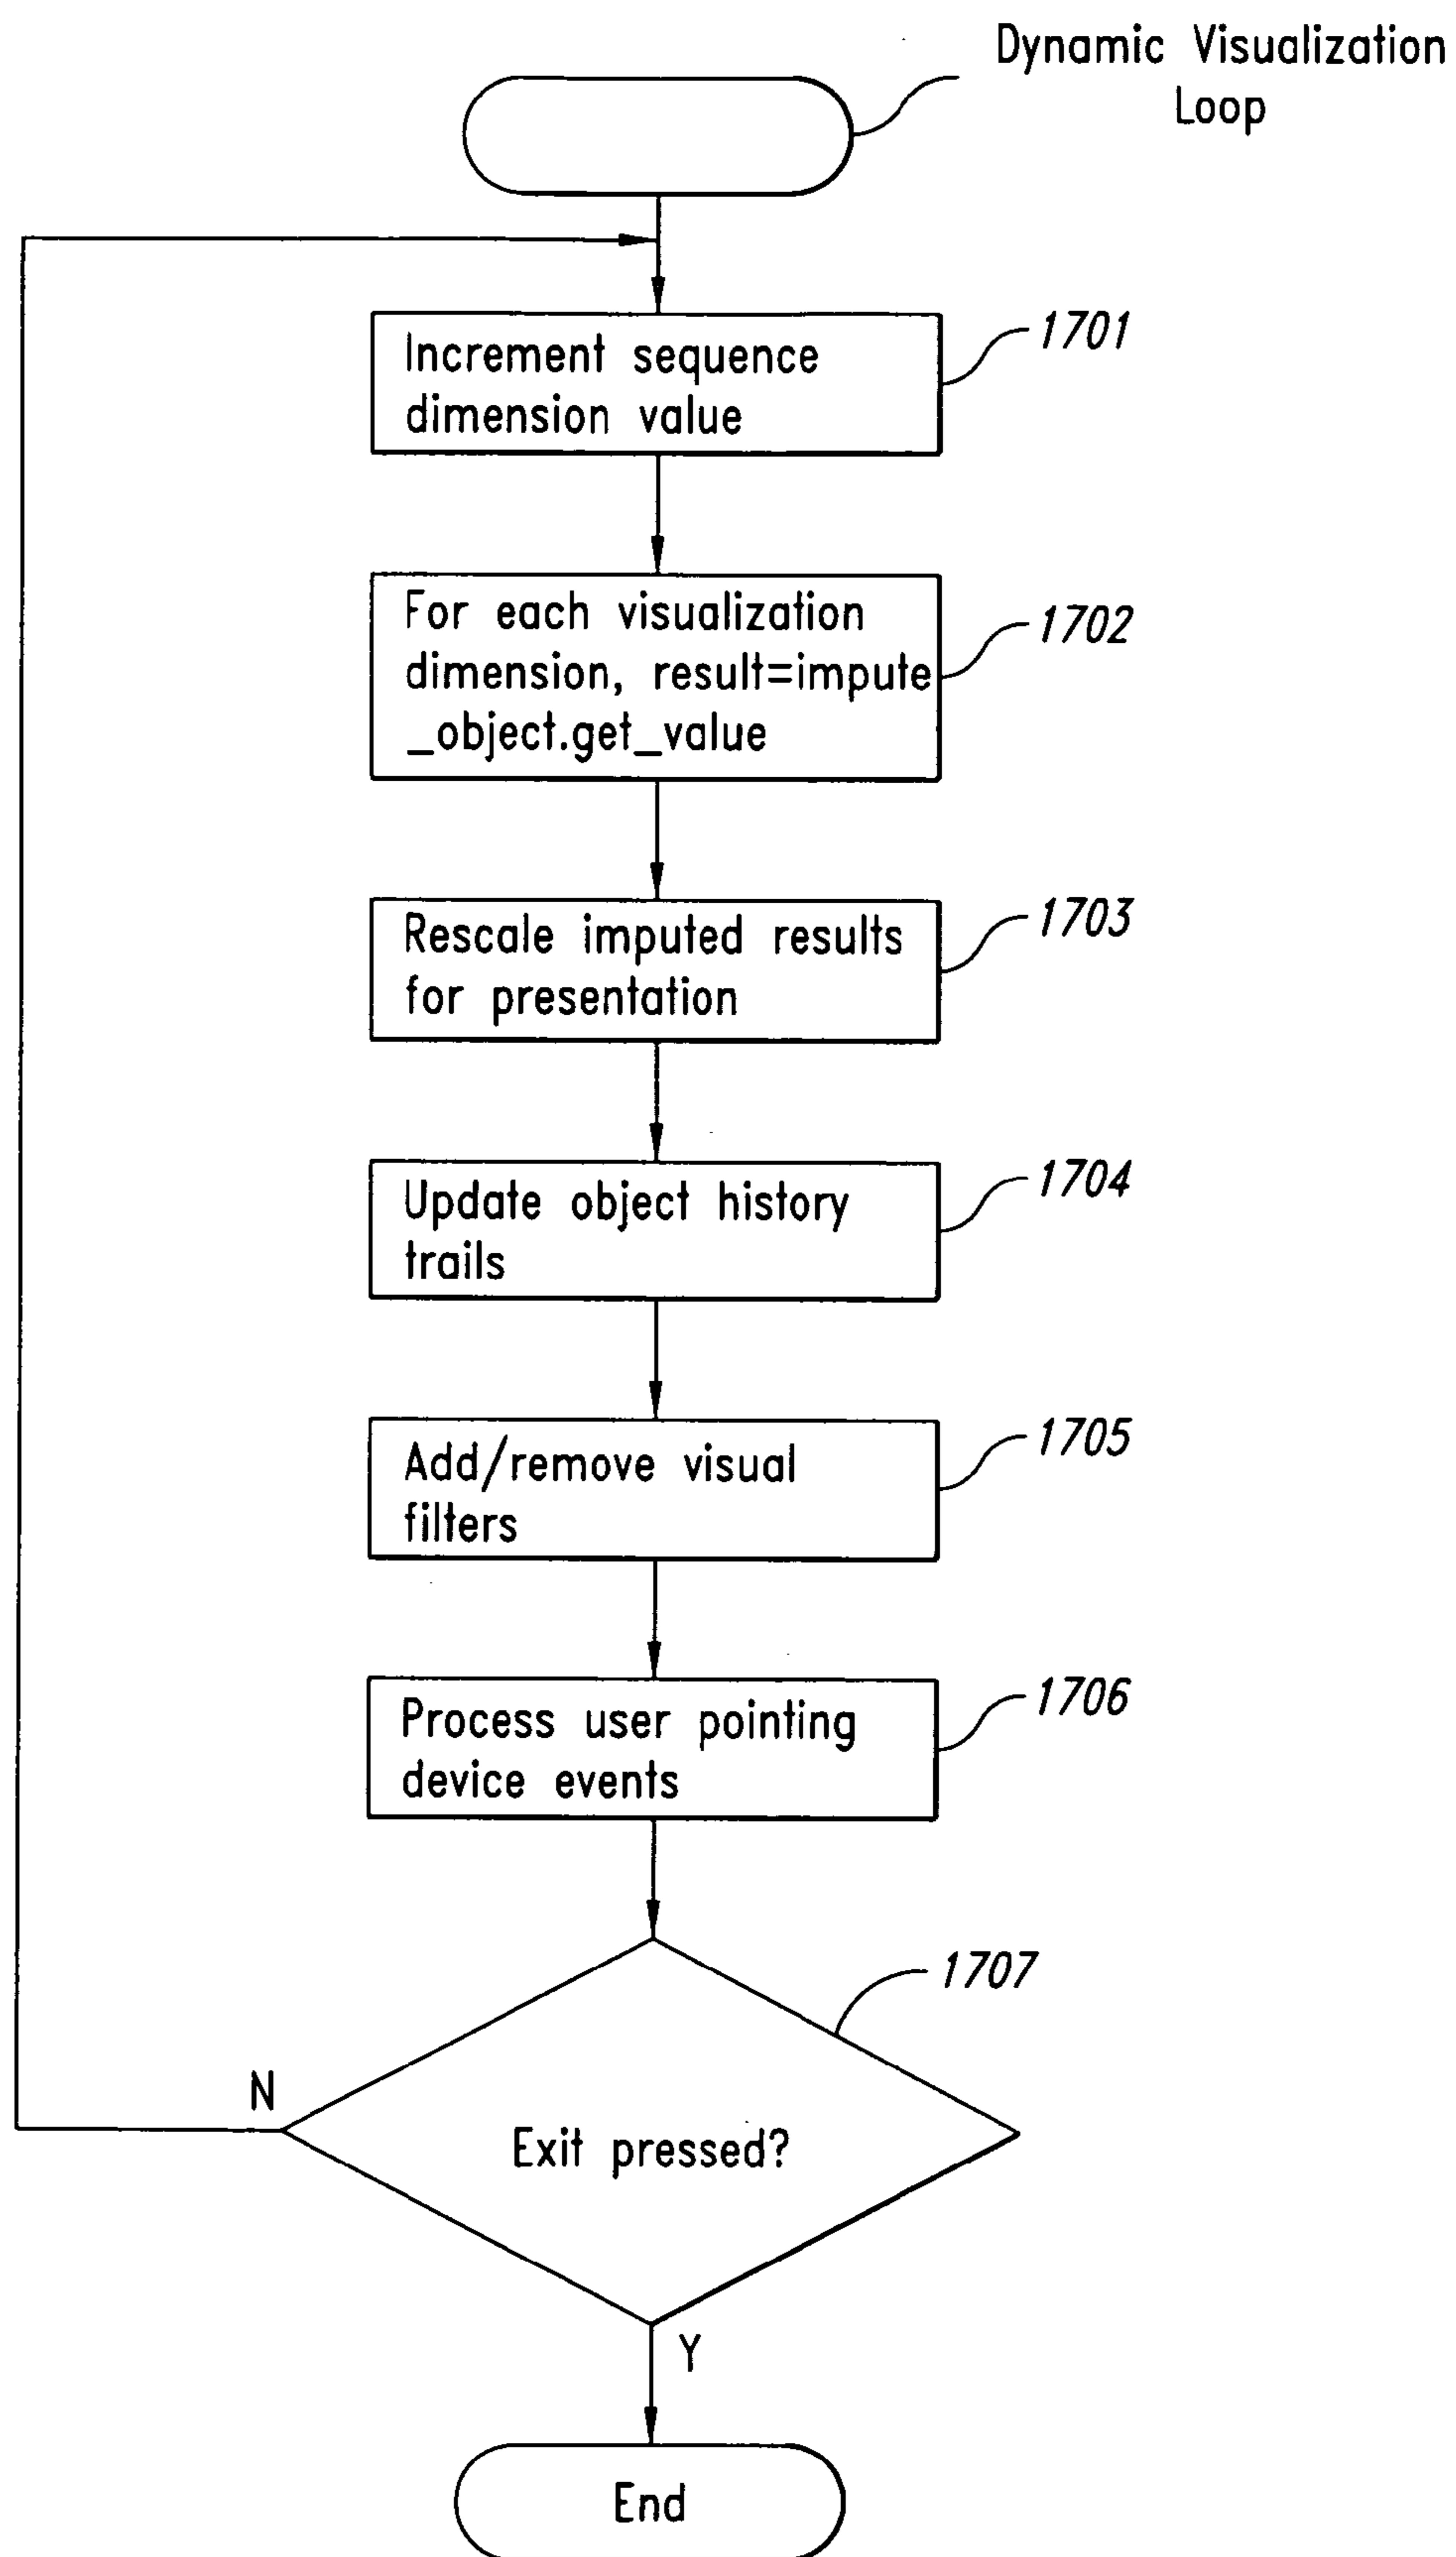 Dynamic Visualization
Loop
Increment sequence
dimension value
1701
For each visualization
dimension, result=impute
_object.get_value
1702
Rescale imputed results
for presentation
1703
Update object history
trails
1704
Add/remove visual
filters
1705
Process user pointing
device events
1706
1707
Exit pressed?
N
Y
End